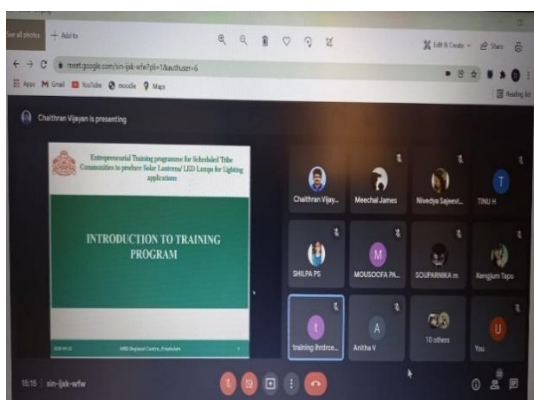 See all photos
+ Add to
Edit & Create
Share
meet.google.com/sin-ijxk-wfw?pli=1&authuser=6
Apps
Gmail
YouTube
moodle
Maps
Reading list
Chaithran Vijayan is presenting
Entrepreneurial Training programme for Scheduled Tribe
Communities to produce Solar Lanterns/ LED Lamps for Lighting
applications
INTRODUCTION TO TRAINING
PROGRAM
Chaithran Vijay...
Meechal James
Nivedya Sajeevi...
T
TINU H
SHILPA PS
M
MOUSOOFA PA...
SOUPARNIKA m
Kengjum Tapo
t
training ihrdrce...
A
Anitha V
10 others
U
You
15:15
sin-ijxk-wfw